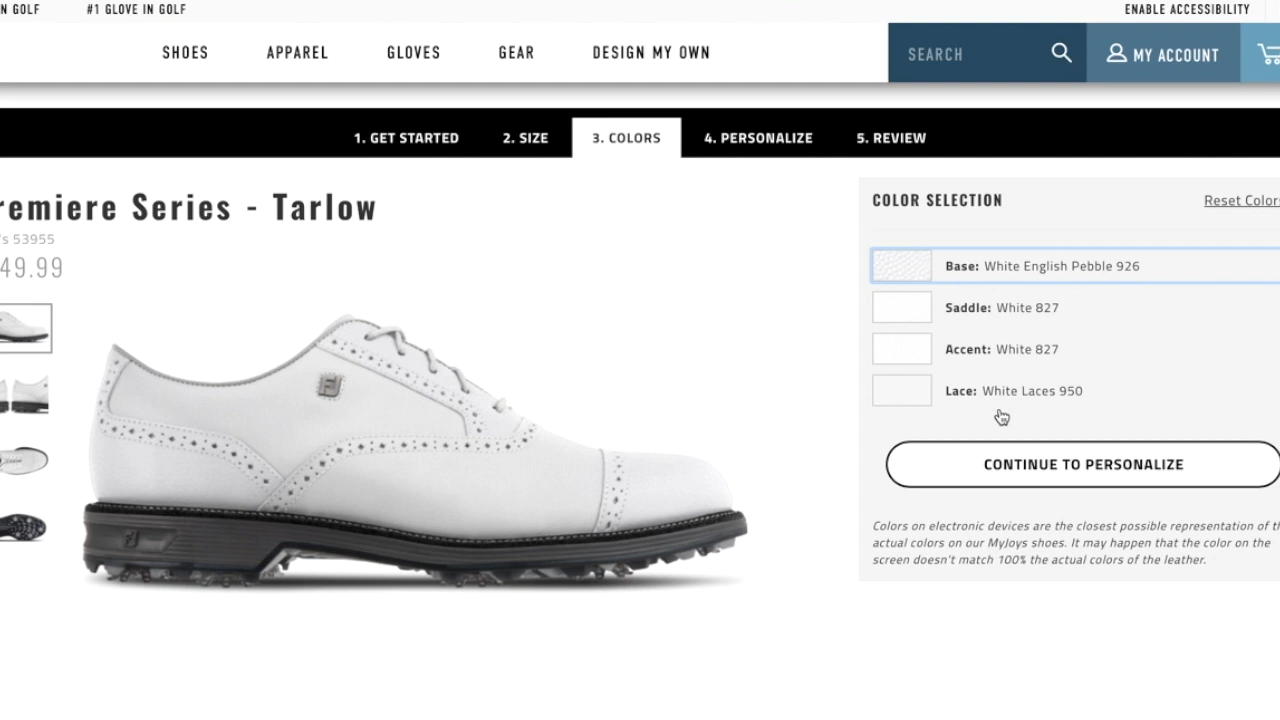 N GOLF #1 GLOVE IN GOLF ENABLE ACCESSIBILITY
SHOES APPAREL GLOVES GEAR DESIGN MY OWN SEARCH MY ACCOUNT
1. GET STARTED 2. SIZE 3. COLORS 4. PERSONALIZE 5. REVIEW
remiere Series - Tarlow
's 53955
49.99
COLOR SELECTION Reset Colors
Base: White English Pebble 926
Saddle: White 827
Accent: White 827
Lace: White Laces 950
CONTINUE TO PERSONALIZE
Colors on electronic devices are the closest possible representation of th
actual colors on our MyJoys shoes. It may happen that the color on the
screen doesn't match 100% the actual colors of the leather.